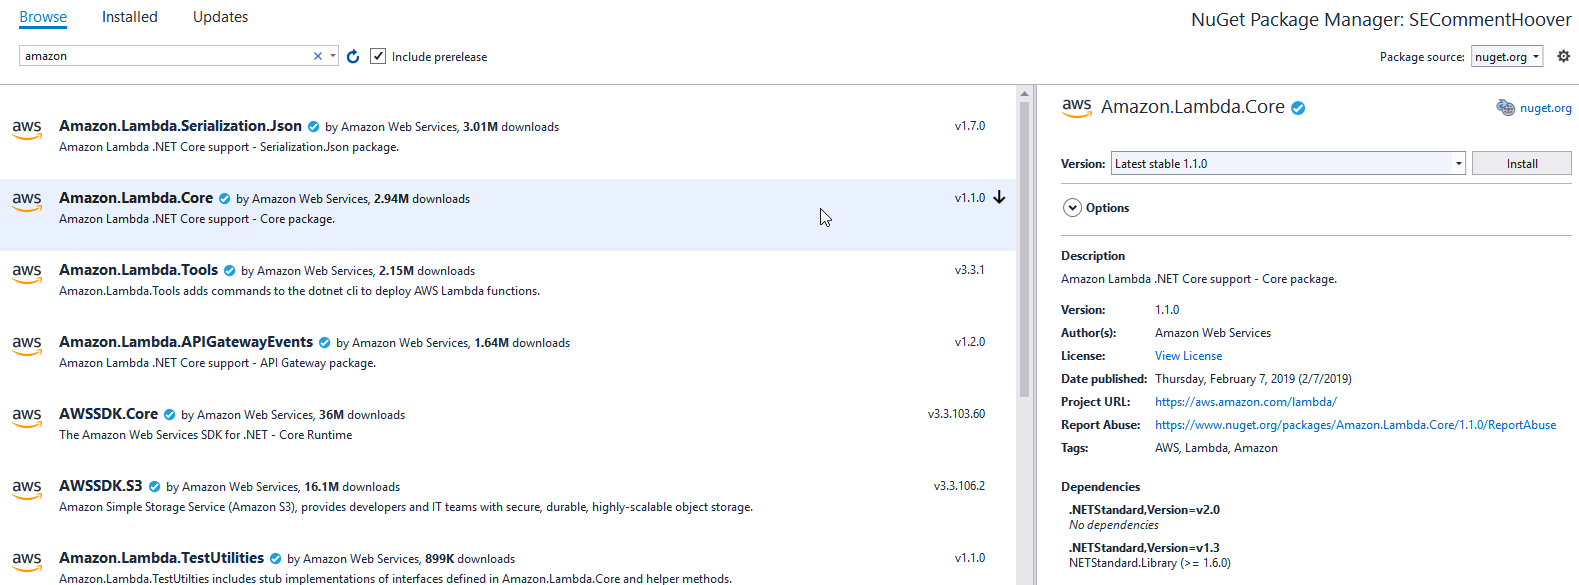 Browse Installed Updates
NuGet Package Manager: SECommentHoover
amazon
Include prerelease
Package source: nuget.org
aws Amazon.Lambda.Serialization.Json by Amazon Web Services, 3.01M downloads v1.7.0
Amazon Lambda .NET Core support - Serialization.Json package.
aws Amazon.Lambda.Core by Amazon Web Services, 2.94M downloads v1.1.0
Amazon Lambda .NET Core support - Core package.
aws Amazon.Lambda.Tools by Amazon Web Services, 2.15M downloads v3.3.1
Amazon.Lambda.Tools adds commands to the dotnet cli to deploy AWS Lambda functions.
aws Amazon.Lambda.APIGatewayEvents by Amazon Web Services, 1.64M downloads v1.2.0
Amazon Lambda .NET Core support - API Gateway package.
aws AWSSDK.Core by Amazon Web Services, 36M downloads v3.3.103.60
The Amazon Web Services SDK for .NET - Core Runtime
aws AWSSDK.S3 by Amazon Web Services, 16.1M downloads v3.3.106.2
Amazon Simple Storage Service (Amazon S3), provides developers and IT teams with secure, durable, highly-scalable object storage.
aws Amazon.Lambda.TestUtilities by Amazon Web Services, 899K downloads v1.1.0
Amazon.Lambda.TestUtilties includes stub implementations of interfaces defined in Amazon.Lambda.Core and helper methods.
aws Amazon.Lambda.Core nuget.org
Version: Latest stable 1.1.0 Install
Options
Description
Amazon Lambda .NET Core support - Core package.
Version: 1.1.0
Author(s): Amazon Web Services
License: View License
Date published: Thursday, February 7, 2019 (2/7/2019)
Project URL: https://aws.amazon.com/lambda/
Report Abuse: https://www.nuget.org/packages/Amazon.Lambda.Core/1.1.0/ReportAbuse
Tags: AWS, Lambda, Amazon
Dependencies
.NETStandard,Version=v2.0
No dependencies
.NETStandard,Version=v1.3
NETStandard.Library (>= 1.6.0)